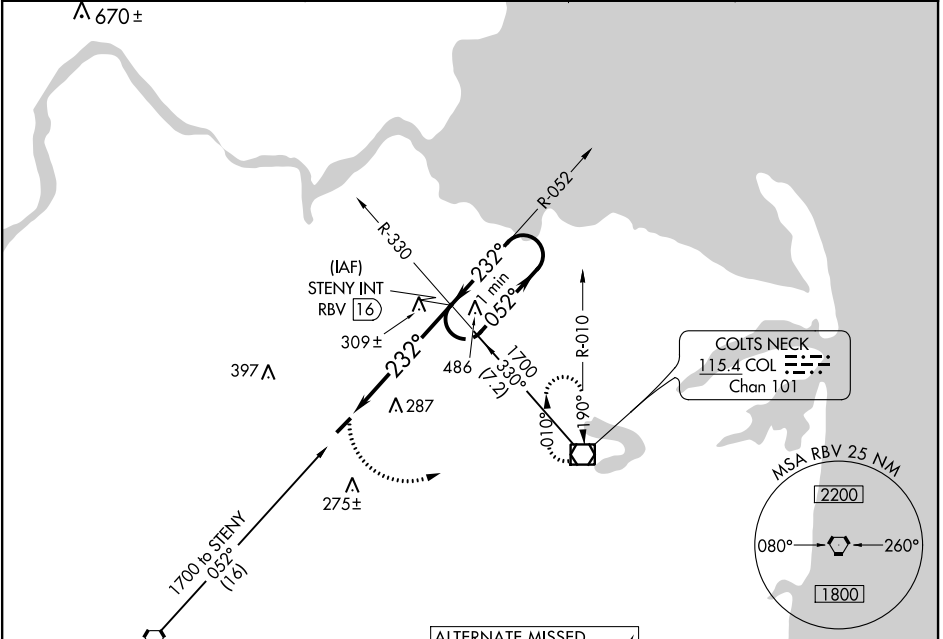 670±
R-052
R-330
(IAF)
STENY INT
RBV 16
232°
1 min
052°
309±
232°
486
R-010
1700
330°
(7.2)
COLTS NECK
115.4 COL
Chan 101
397
287
010°
190°
275±
MSA RBV 25 NM
2200
080°
260°
1800
1700 to STENY
052°
(16)
ALTERNATE MISSED